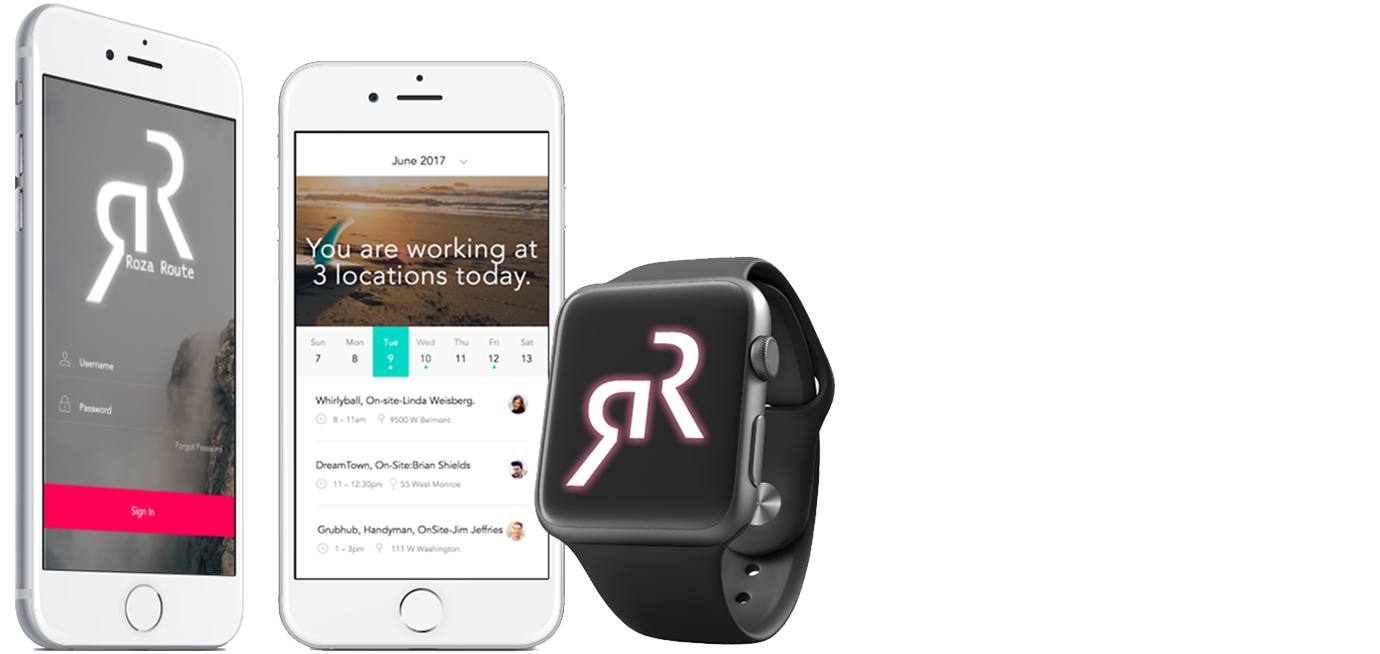 RR
Roza Route
Username
Password
Forgot Password
Sign In
June 2017
You are working at
3 locations today.
Sun Mon Tue Wed Thu Fri Sat
7 8 9 10 11 12 13
Whirlyball, On-site-Linda Weisberg.
8 – 11am 9500 W Belmont
DreamTown, On-Site:Brian Shields
11 – 12:30pm 55 West Monroe
Grubhub, Handyman, OnSite-Jim Jeffries
1 – 3pm 111 W Washington
RR